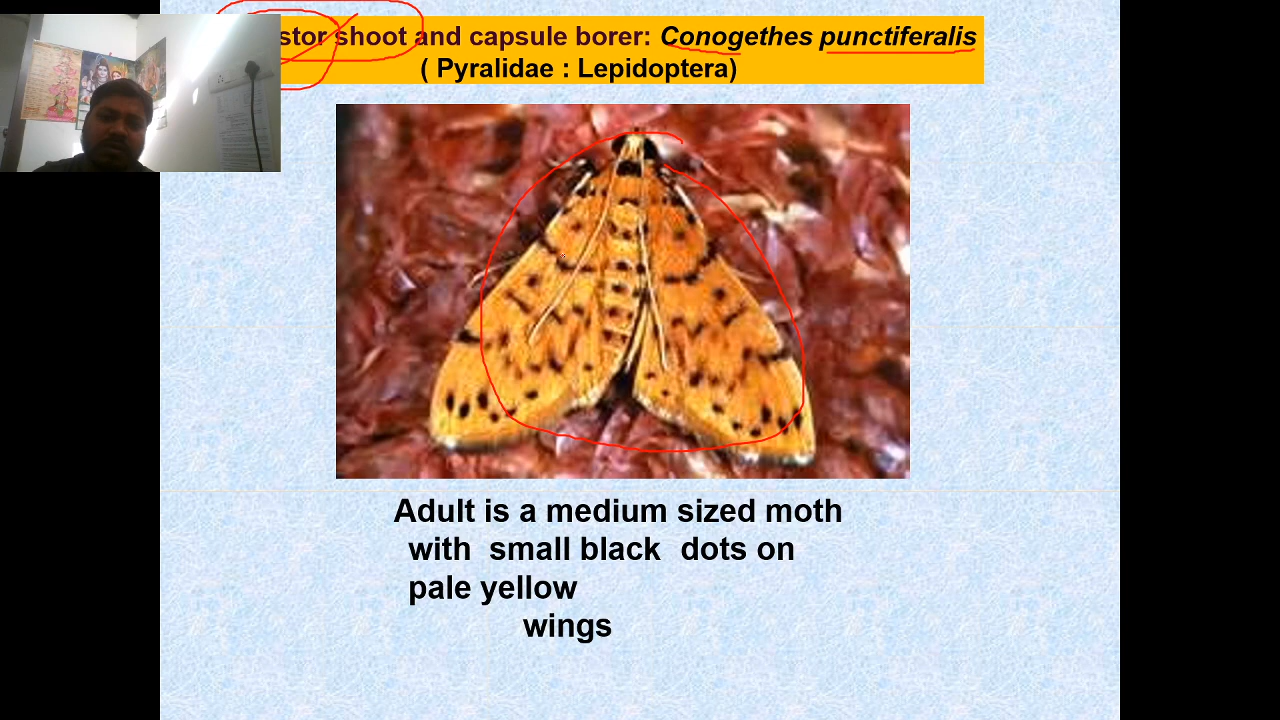 stor shoot and capsule borer: Conogethes punctiferalis
( Pyralidae : Lepidoptera)
Adult is a medium sized moth
with small black dots on
pale yellow
wings